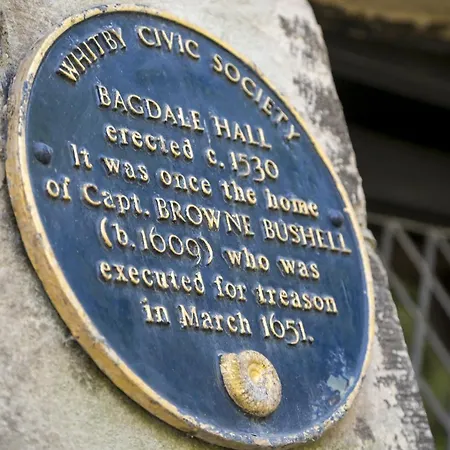 WHITBY CIVIC SOCIETY
BAGDALE HALL
erected c. 1530
It was once the home
of Capt. BROWNE BUSHELL
(b. 1609) who was
executed for treason
in March 1651.